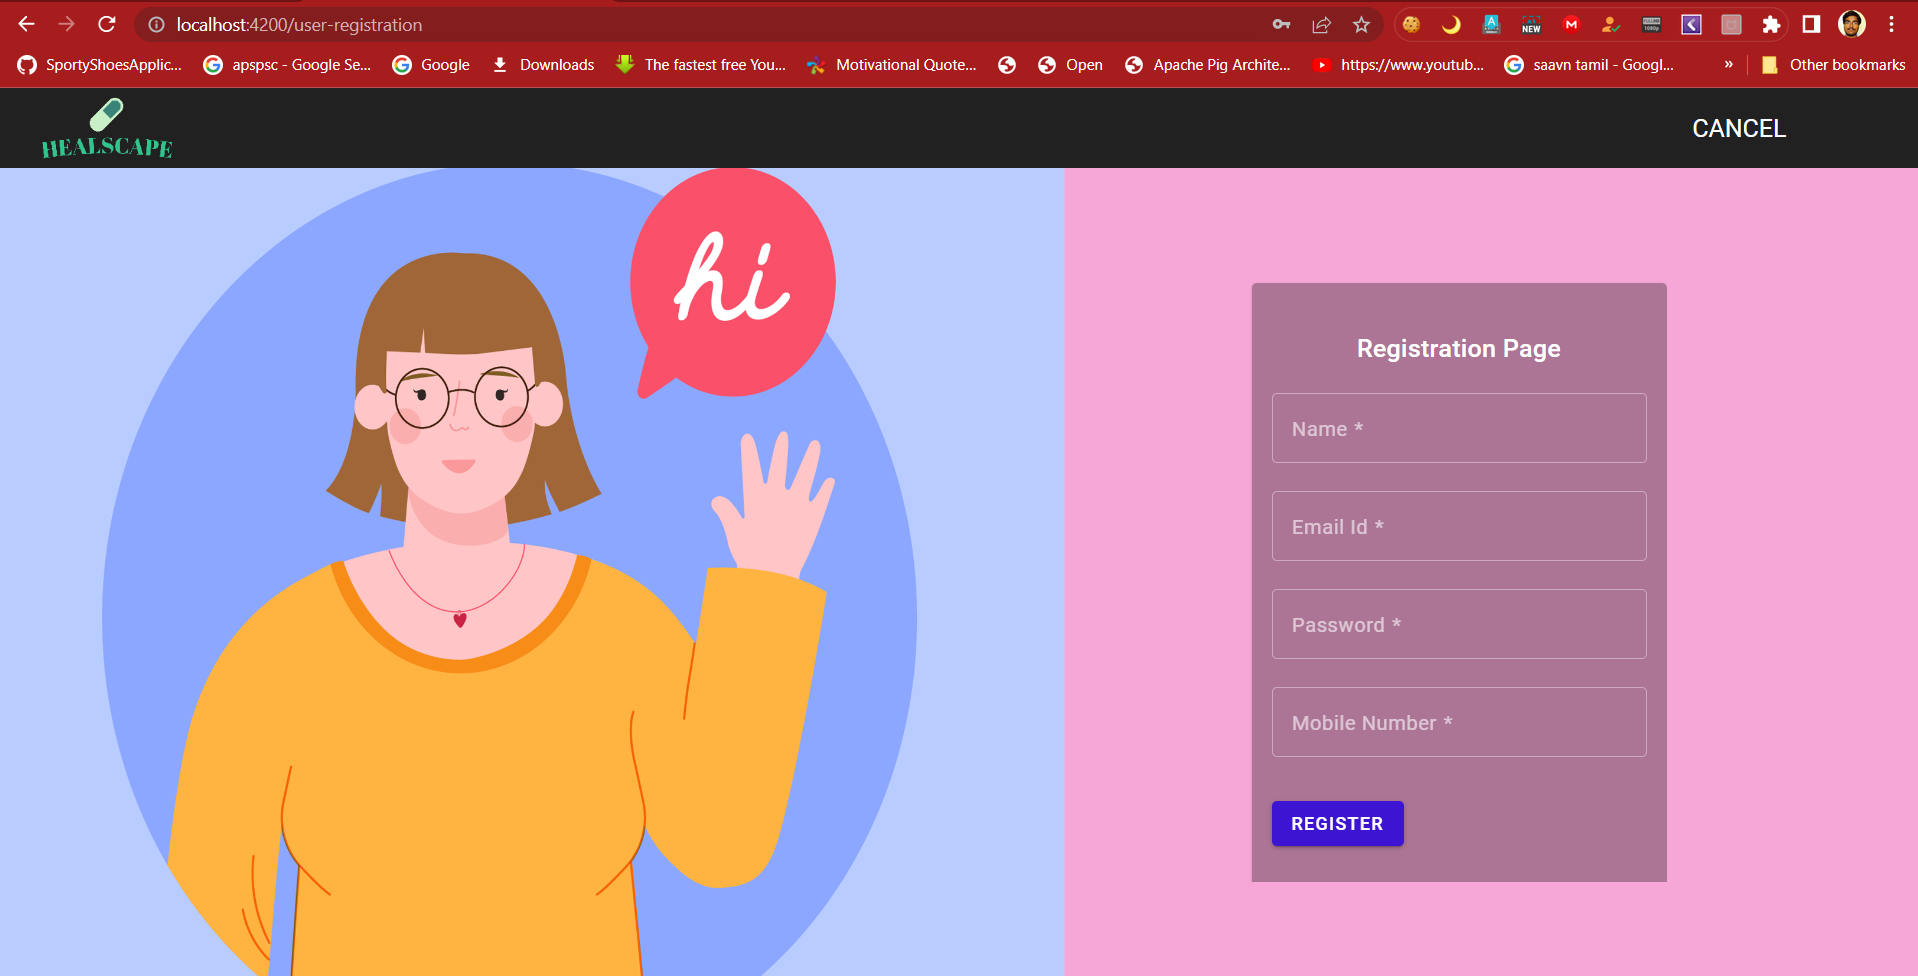 localhost:4200/user-registration
NEW
SportyShoesApplic...
apspsc - Google Se...
Google
Downloads
The fastest free You...
Motivational Quote...
Open
Apache Pig Archite...
https://www.youtub...
saavn tamil - Googl...
»
Other bookmarks
HEALSCAPE
CANCEL
hi
Registration Page
Name *
Email Id *
Password *
Mobile Number *
REGISTER